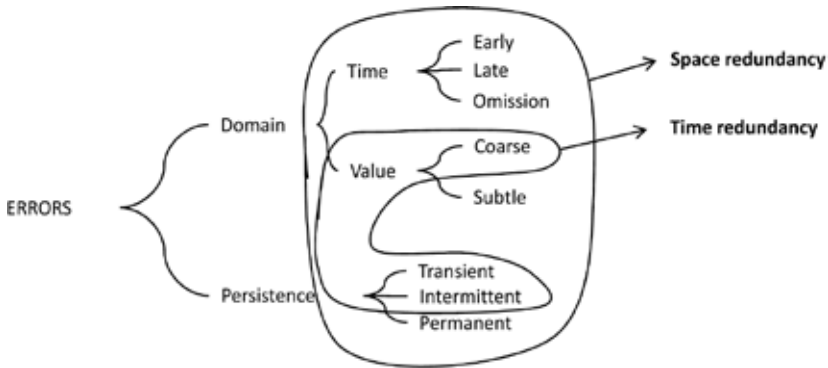 ERRORS
Domain
Time
Early
Late
Omission
Value
Coarse
Subtle
Persistence
Transient
Intermittent
Permanent
Space redundancy
Time redundancy